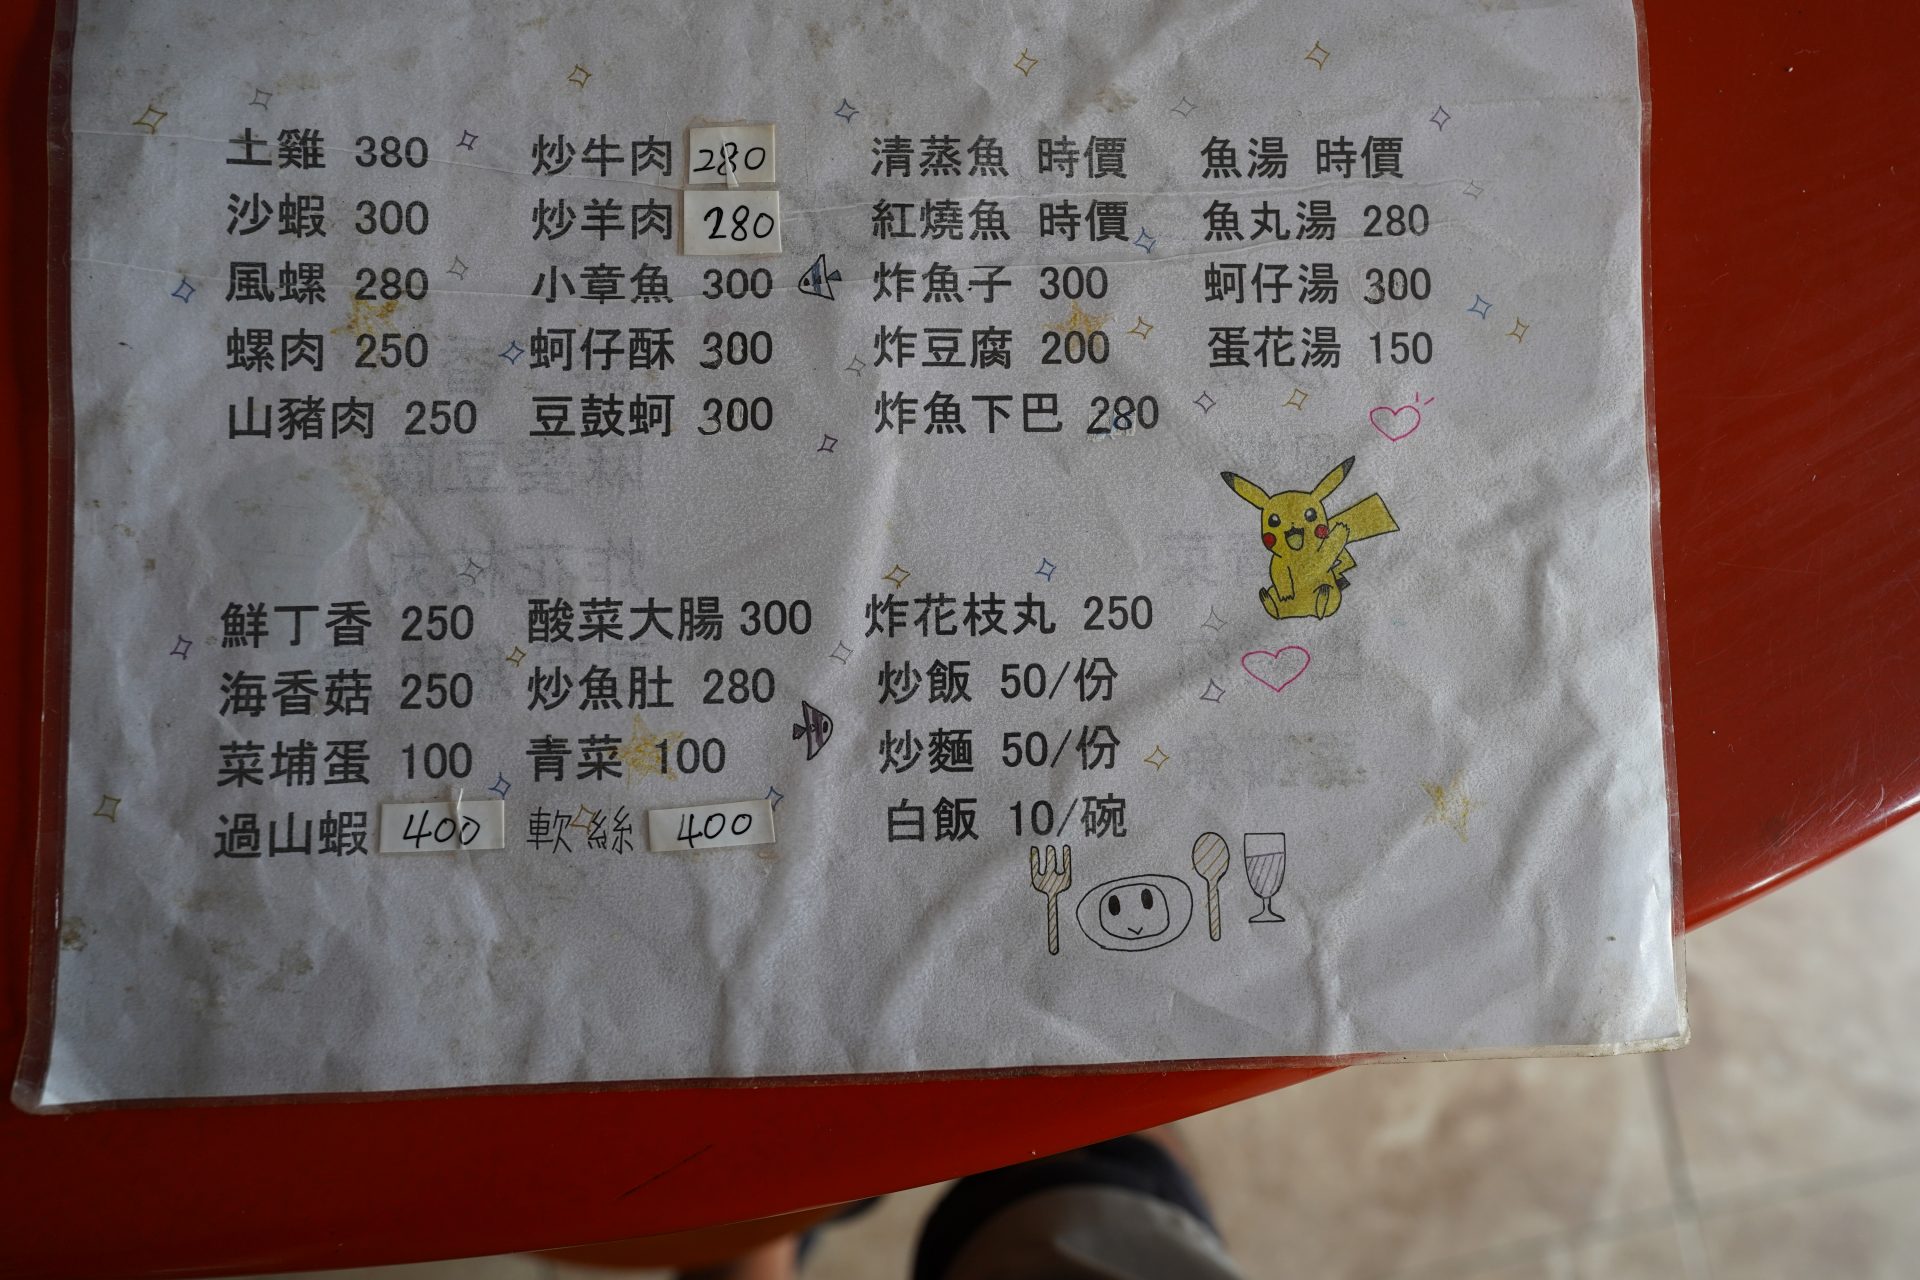 土雞 380 炒牛肉 280 清蒸魚 時價 魚湯 時價
沙蝦 300 炒羊肉 280 紅燒魚 時價 魚丸湯 280
風螺 280 小章魚 300 炸魚子 300 蚵仔湯 300
螺肉 250 蚵仔酥 300 炸豆腐 200 蛋花湯 150
山豬肉 250 豆鼓蚵 300 炸魚下巴 280
鮮丁香 250 酸菜大腸 300 炸花枝丸 250
海香菇 250 炒魚肚 280 炒飯 50/份
菜埔蛋 100 青菜 100 炒麵 50/份
過山蝦 400 軟絲 400 白飯 10/碗